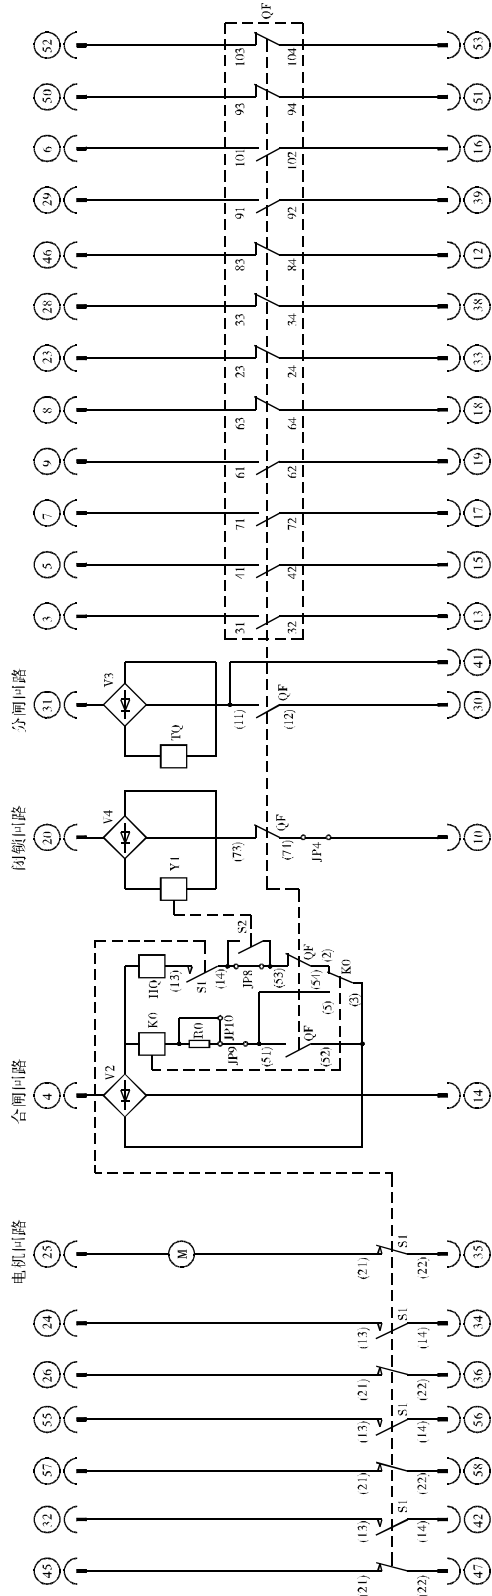 电机回路 合闸回路 闭锁回路 分闸回路
45 32 57 55 26 24 25 4 20 31 3 5 7 9 8 23 28 46 29 6 50 52
V2 V4 V3
M K0 HQ Y1 TQ
R0 (13)
S1
JP9 JP10 (14) JP8 S2
(73) (11) 31 41 71 61 63 23 33 83 91 101 93 103
QF
(51) (53) (71) QF (12) QF 32 42 72 62 64 24 34 84 92 102 94 104
QF QF
(52) (54) (2) JP4
(5) K0
(3)
(21) (13) (21) (13) (21) (13) (21)
S1 S1 S1 S1
(22) (14) (22) (14) (22) (14) (22)
47 42 58 56 36 34 35 14 10 30 41 13 15 17 19 18 33 38 12 39 16 51 53